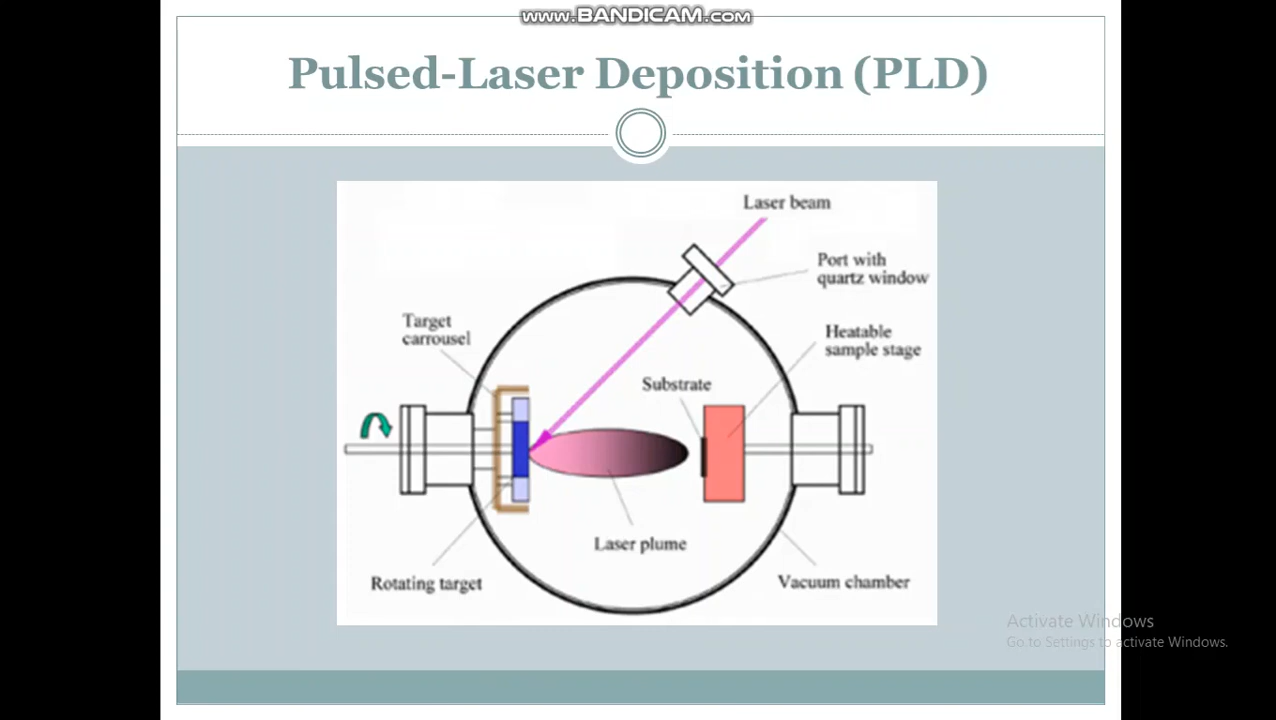 WWW.BANDICAM.COM
Pulsed-Laser Deposition (PLD)
Laser beam
Port with
quartz window
Target
carrousel
Heatable
sample stage
Substrate
Laser plume
Rotating target
Vacuum chamber
Activate Windows
Go to Settings to activate Windows.